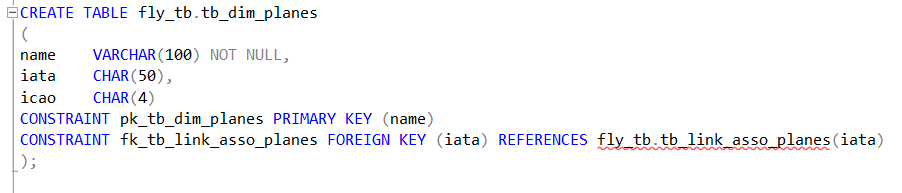 CREATE TABLE fly_tb.tb_dim_planes
(
name    VARCHAR(100) NOT NULL,
iata    CHAR(50),
icao    CHAR(4)
CONSTRAINT pk_tb_dim_planes PRIMARY KEY (name)
CONSTRAINT fk_tb_link_asso_planes FOREIGN KEY (iata) REFERENCES fly_tb.tb_link_asso_planes(iata)
);